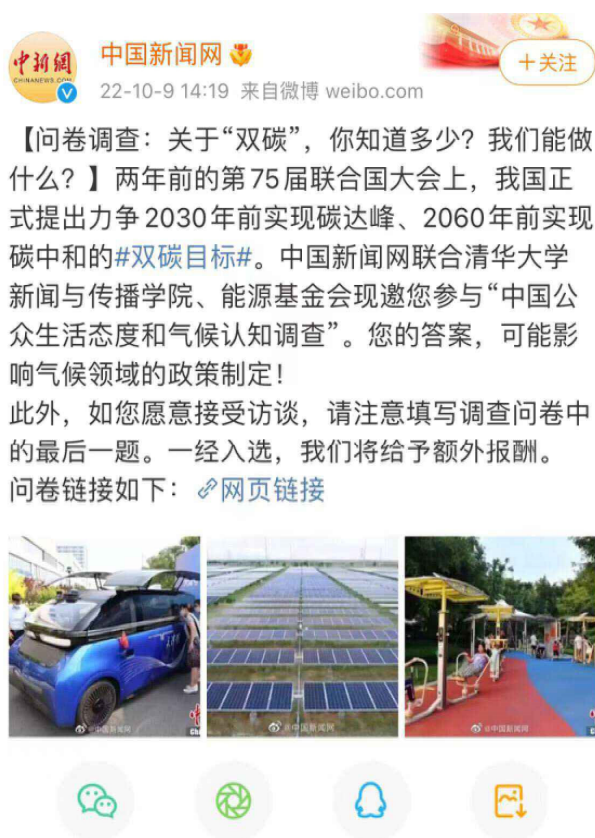 中新網
CHINANEWS.COM
中国新闻网
+关注
22-10-9 14:19 来自微博 weibo.com
【问卷调查：关于“双碳”，你知道多少？我们能做
什么？】两年前的第75届联合国大会上，我国正
式提出力争2030年前实现碳达峰、2060年前实现
碳中和的#双碳目标#。中国新闻网联合清华大学
新闻与传播学院、能源基金会现邀您参与“中国公
众生活态度和气候认知调查”。您的答案，可能影
响气候领域的政策制定！
此外，如您愿意接受访谈，请注意填写调查问卷中
的最后一题。一经入选，我们将给予额外报酬。
问卷链接如下：网页链接
@中国新闻网
@中国新闻网
@中国新闻网